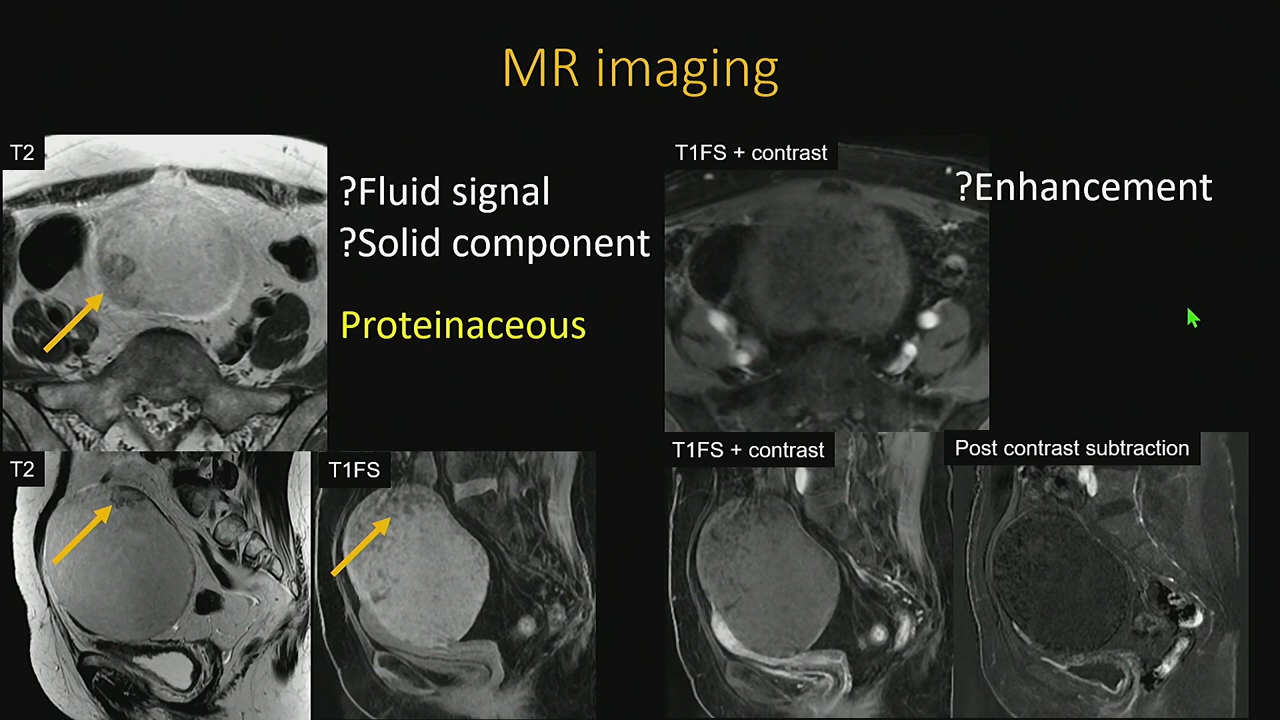 MR imaging
T2
?Fluid signal
?Solid component
Proteinaceous
T1FS + contrast
?Enhancement
T2
T1FS
T1FS + contrast
Post contrast subtraction